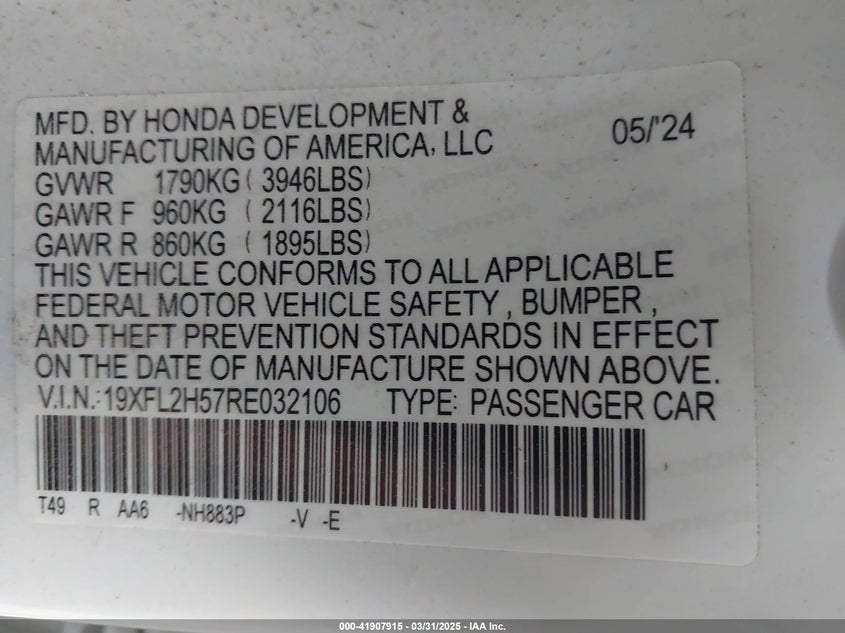 MFD. BY HONDA DEVELOPMENT &
MANUFACTURING OF AMERICA, LLC 05/'24
GVWR 1790KG ( 3946LBS)
GAWR F 960KG ( 2116LBS)
GAWR R 860KG ( 1895LBS)
THIS VEHICLE CONFORMS TO ALL APPLICABLE
FEDERAL MOTOR VEHICLE SAFETY , BUMPER ,
AND THEFT PREVENTION STANDARDS IN EFFECT
ON THE DATE OF MANUFACTURE SHOWN ABOVE.
V.I.N.:19XFL2H57RE032106 TYPE: PASSENGER CAR
T49 R AA6 -NH883P -V -E
000-41907915 - 03/31/2025 - IAA Inc.